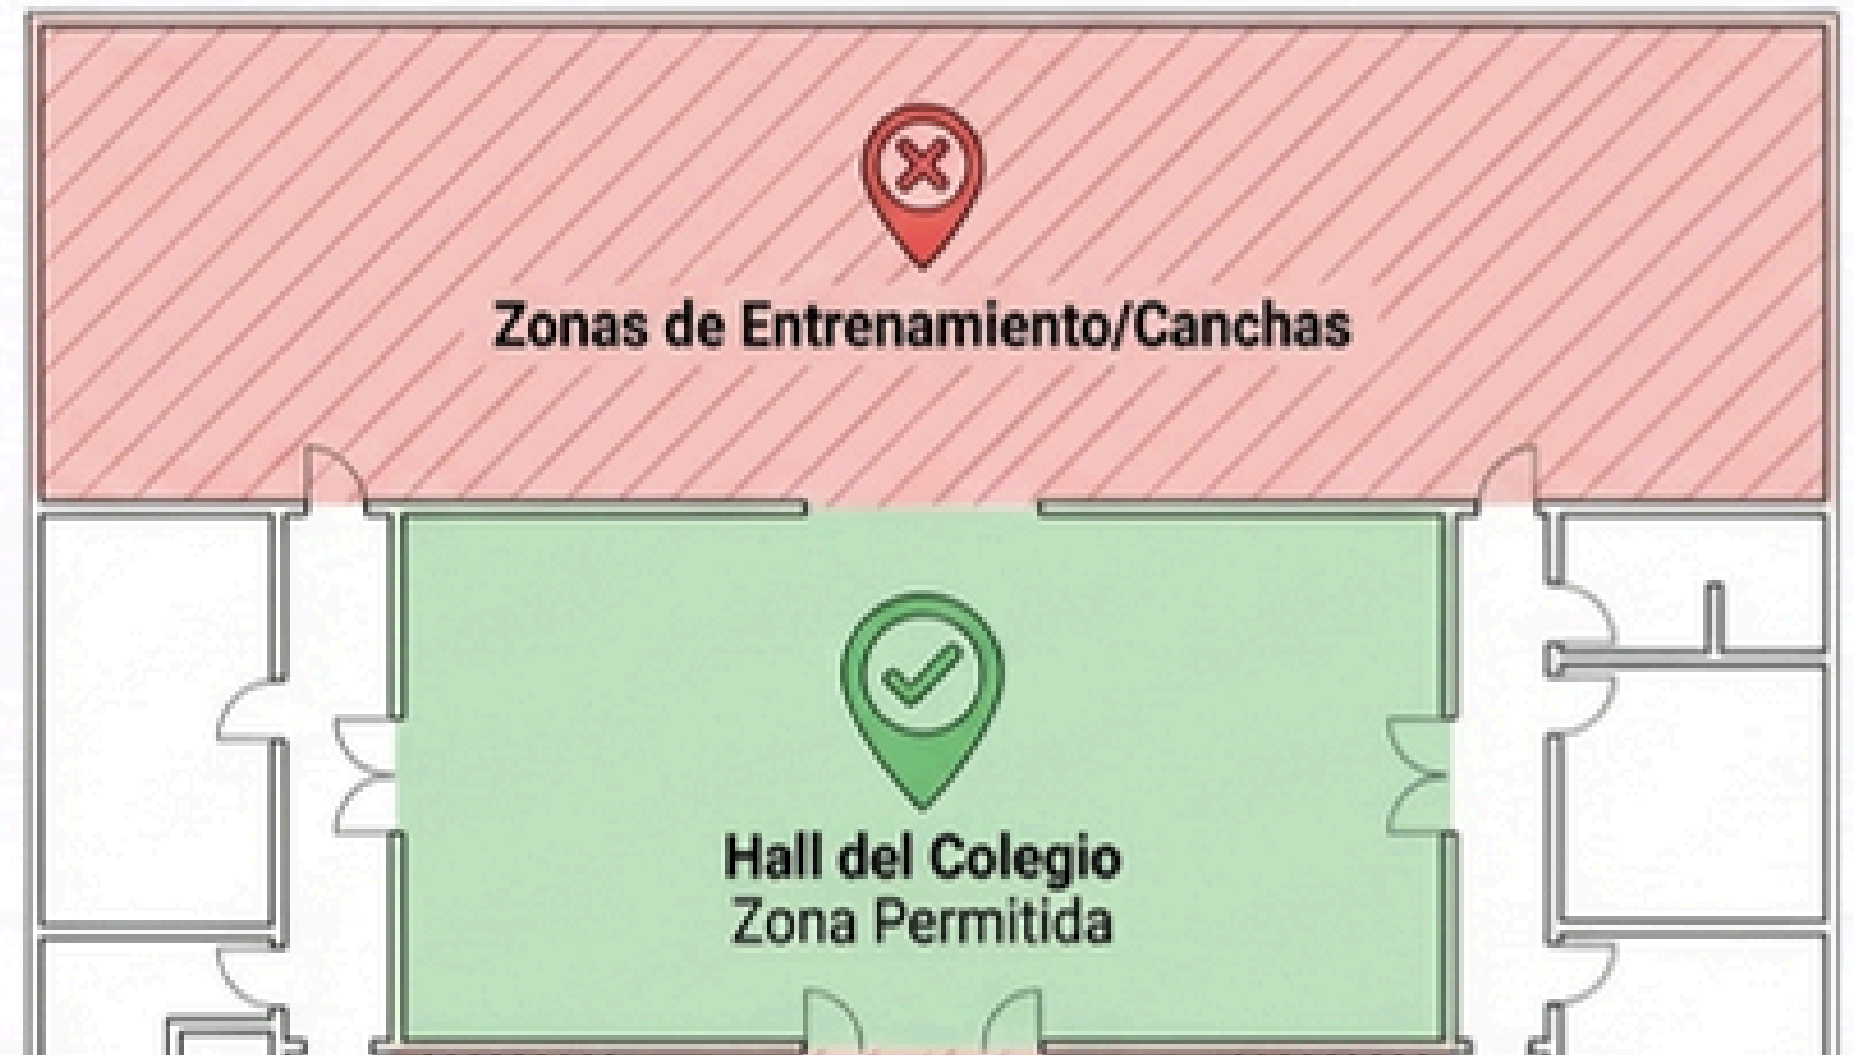 Zonas de Entrenamiento/Canchas
Hall del Colegio
Zona Permitida